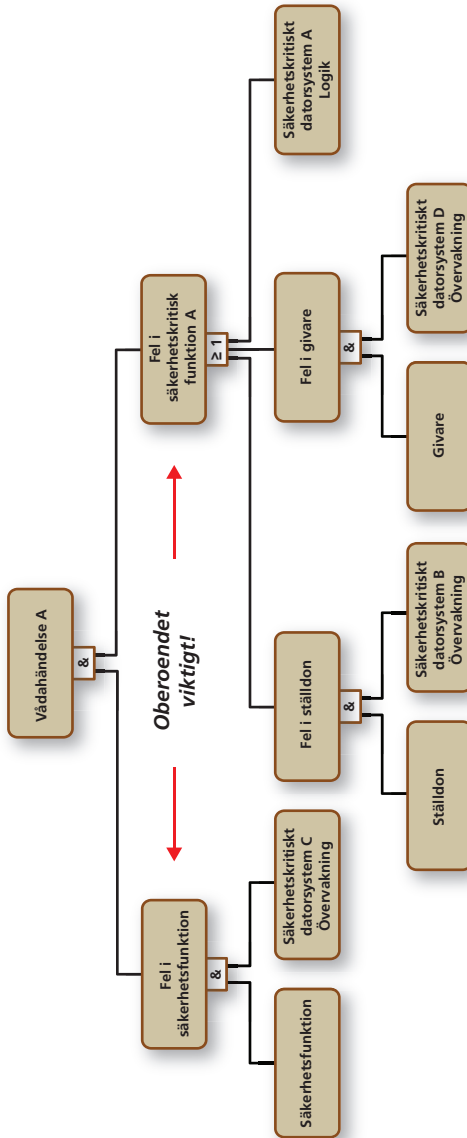 Vådahändelse A
&
Oberoendet
viktigt!
Fel i
säkerhetsfunktion
&
Fel i
säkerhetskritisk
funktion A
≥ 1
Säkerhetsfunktion
Säkerhetskritiskt
datorsystem C
Övervakning
Fel i ställdon
&
Fel i givare
&
Säkerhetskritiskt
datorsystem A
Logik
Ställdon
Säkerhetskritiskt
datorsystem B
Övervakning
Givare
Säkerhetskritiskt
datorsystem D
Övervakning